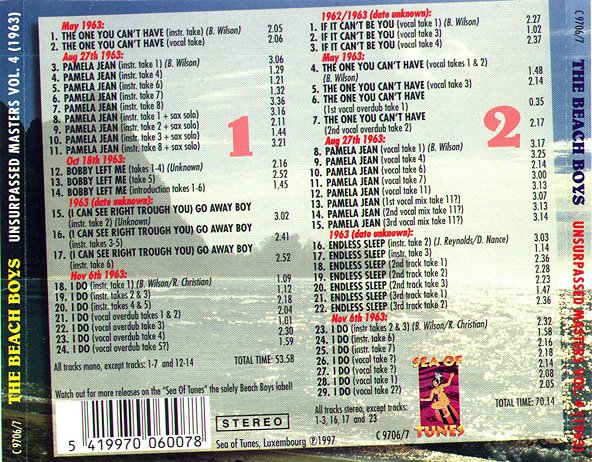 THE BEACH BOYS UNSURPASSED MASTERS VOL. 4 (1963)
C 9706/7
May 1963:
1. THE ONE YOU CAN'T HAVE (instr. take) (B. Wilson) 2.05
2. THE ONE YOU CAN'T HAVE (vocal take) 2.06
Aug 27th 1963:
3. PAMELA JEAN (instr. take 1) (B. Wilson) 3.06
4. PAMELA JEAN (instr. take 4) 1.29
5. PAMELA JEAN (instr. take 5) 1.21
6. PAMELA JEAN (instr. take 6) 1.32
7. PAMELA JEAN (instr. take 7) 3.36
7. PAMELA JEAN (instr. take 8) 3.16
8. PAMELA JEAN (instr. take 1 + sax solo) 2.11
9. PAMELA JEAN (instr. take 2 + sax solo) 1.44
10. PAMELA JEAN (instr. take 3 + sax solo) 3.21
11. PAMELA JEAN (instr. take 8 + sax solo)
Oct 18th 1963:
12. BOBBY LEFT ME (takes 1-4) (Unknown) 2.16
13. BOBBY LEFT ME (take 5) 2.52
14. BOBBY LEFT ME (introduction takes 1-6) 1.45
1963 (date unknown):
15. (I CAN SEE RIGHT TROUGH YOU) GO AWAY BOY
(instr. take 2) (Unknown) 3.02
16. (I CAN SEE RIGHT TROUGH YOU) GO AWAY BOY
(instr. takes 3-5) 2.41
17. (I CAN SEE RIGHT TROUGH YOU) GO AWAY BOY
(instr. take 6) 2.52
Nov 6th 1963:
18. I DO (instr. take 1) (B. Wilson/R. Christian) 1.09
19. I DO (instr. takes 2 & 3) 1.12
20. I DO (instr. takes 4 & 5) 2.18
21. I DO (vocal overdub takes 1 & 2) 2.04
22. I DO (vocal overdub take 3) 1.01
23. I DO (vocal overdub take 4) 2.30
24. I DO (vocal overdub take 5?) 1.59
All tracks mono, except tracks: 1-7 and 12-14
TOTAL TIME: 53.58
Watch out for more releases on the "Sea Of Tunes" the solely Beach Boys label!
5 419970 060078
STEREO
Sea of Tunes, Luxembourg ℗1997
C 9706/7
1
1962/1963 (date unknown):
1. IF IT CAN'T BE YOU (vocal take 1) (B. Wilson) 2.27
2. IF IT CAN'T BE YOU (vocal take 3) 1.02
3. IF IT CAN'T BE YOU (vocal take 4) 2.37
May 1963:
4. THE ONE YOU CAN'T HAVE (vocal takes 1 & 2)
(B. Wilson) 1.48
5. THE ONE YOU CAN'T HAVE (vocal take 3) 2.14
6. THE ONE YOU CAN'T HAVE
(1st vocal overdub take 1) 0.35
7. THE ONE YOU CAN'T HAVE
(2nd vocal overdub take 2) 2.17
Aug 27th 1963:
8. PAMELA JEAN (vocal take 1) (B. Wilson) 3.17
9. PAMELA JEAN (vocal take 4) 3.25
10. PAMELA JEAN (vocal take 6) 2.14
11. PAMELA JEAN (vocal take 7) 3.00
12. PAMELA JEAN (vocal take 11) 3.13
13. PAMELA JEAN (1st vocal mix take 11?) 3.07
14. PAMELA JEAN (2nd vocal mix take 11?) 3.13
15. PAMELA JEAN (3rd vocal mix take 11?) 3.14
1963 (date unknown):
16. ENDLESS SLEEP (instr. take 2) (J. Reynolds/D. Nance) 3.03
17. ENDLESS SLEEP (instr. take 3) 1.14
18. ENDLESS SLEEP (2nd track take 1) 2.36
19. ENDLESS SLEEP (2nd track take 2) 2.28
20. ENDLESS SLEEP (2nd track take 3) 2.23
21. ENDLESS SLEEP (3rd track take 1) 1.47
22. ENDLESS SLEEP (3rd track take 2) 2.36
Nov 6th 1963:
23. I DO (instr. takes 2 & 3) (B. Wilson/R. Christian) 2.32
24. I DO (instr. take 6) 1.58
25. I DO (instr. take 7) 2.16
26. I DO (vocal take ?) 2.18
27. I DO (vocal take ?) 2.14
28. I DO (vocal take 1) 2.08
29. I DO (vocal take 2?) 2.05
All tracks stereo, except tracks:
1-3, 16, 17 and 23
TOTAL TIME: 70.14
2
SEA OF
TUNES
C 9706/7
THE BEACH BOYS UNSURPASSED MASTERS VOL. 4 (1963)